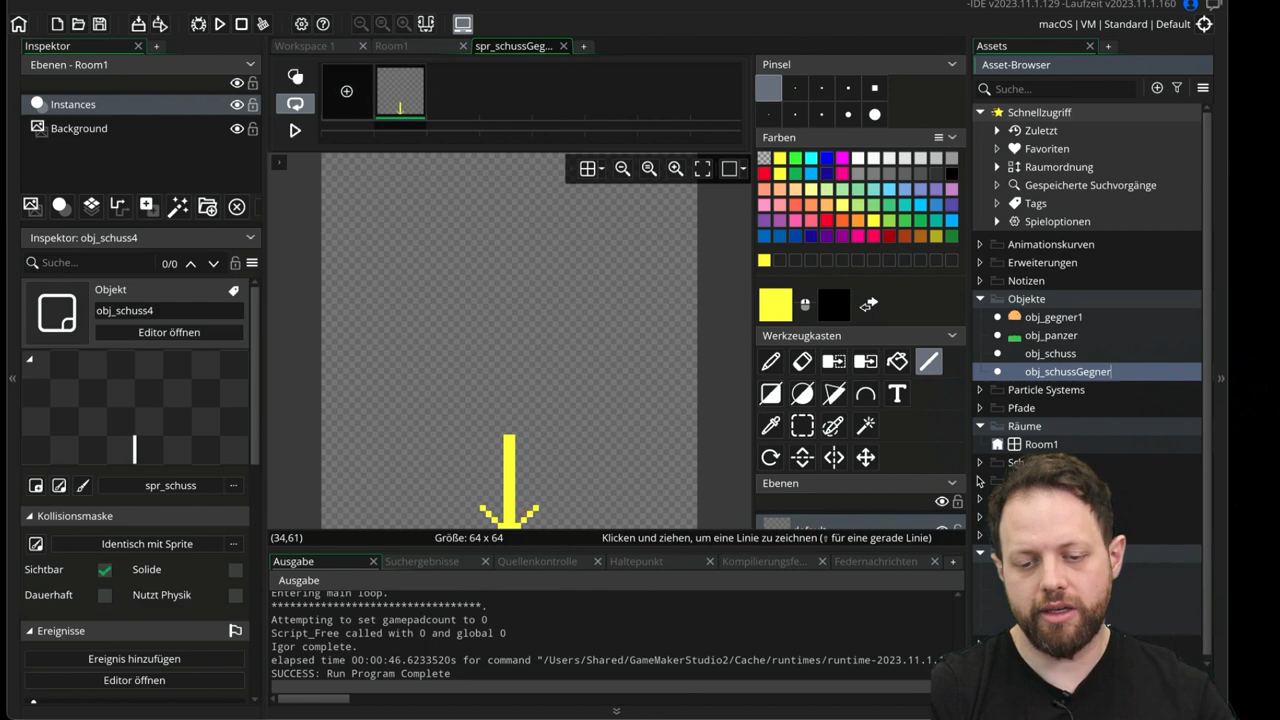 -IDE v2023.11.1.129 -Laufzeit v2023.11.1.160
macOS | VM | Standard | Default
Inspektor
Workspace 1
Room1
spr_schussGeg...
Assets
Ebenen - Room1
Pinsel
Asset-Browser
Suche...
Instances
Background
Schnellzugriff
Zuletzt
Favoriten
Raumordnung
Gespeicherte Suchvorgänge
Tags
Spieloptionen
Farben
Inspektor: obj_schuss4
Suche...
0/0
Animationskurven
Erweiterungen
Notizen
Objekte
obj_gegner1
obj_panzer
obj_schuss
obj_schussGegner
Particle Systems
Pfade
Räume
Room1
Objekt
obj_schuss4
Editor öffnen
Werkzeugkasten
spr_schuss
...
Ebenen
Kollisionsmaske
Identisch mit Sprite
...
Sichtbar
Solide
Dauerhaft
Nutzt Physik
Ereignisse
Ereignis hinzufügen
Editor öffnen
(34,61)
Größe: 64 x 64
Klicken und ziehen, um eine Linie zu zeichnen (⇧ für eine gerade Linie)
Ausgabe
Suchergebnisse
Quellenkontrolle
Haltepunkt
Kompilierungsfe...
Federnachrichten
Ausgabe
Entering main loop.
**********************************.
Attempting to set gamepadcount to 0
Script_Free called with 0 and global 0
Igor complete.
elapsed time 00:00:46.6233520s for command "/Users/Shared/GameMakerStudio2/Cache/runtimes/runtime-2023.11.1.
SUCCESS: Run Program Complete